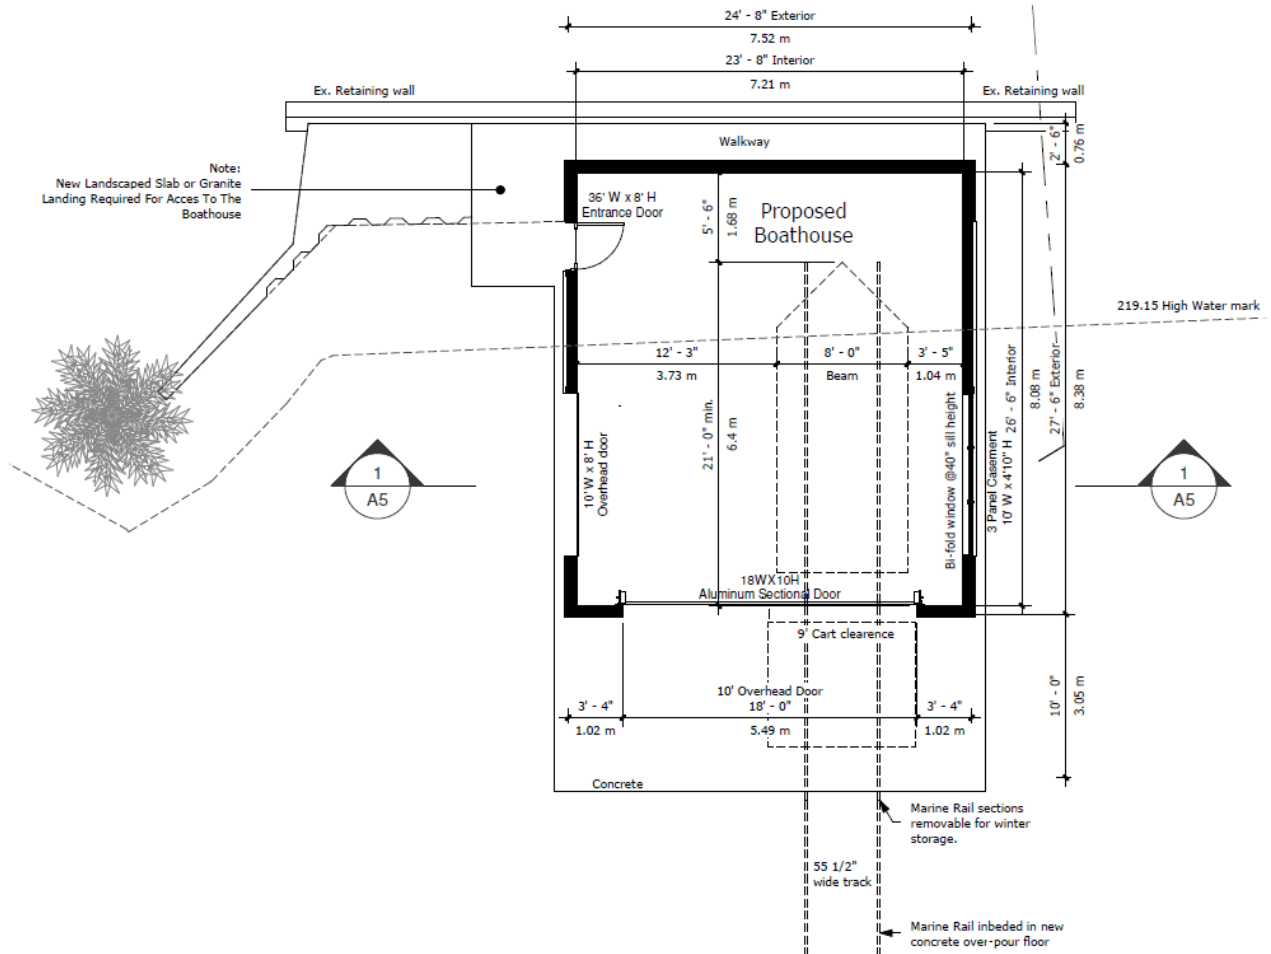 24' - 8" Exterior
7.52 m
23' - 8" Interior
7.21 m
Ex. Retaining wall
Ex. Retaining wall
Walkway
2' - 6"
0.76 m
Note:
New Landscaped Slab or Granite
Landing Required For Acces To The
Boathouse
36' W x 8' H
Entrance Door
5' - 6"
1.68 m
Proposed
Boathouse
219.15 High Water mark
12' - 3"
3.73 m
8' - 0"
Beam
3' - 5"
1.04 m
21' - 0" min.
6.4 m
10'W x 8' H
Overhead door
Bi-fold window @40" sill height
3 Panel Casement
10' W x 4'10" H
26' - 6" Interior
8.08 m
27' - 6" Exterior
8.38 m
1
A5
1
A5
18WX10H
Aluminum Sectional Door
9' Cart clearence
10' Overhead Door
3' - 4"
1.02 m
18' - 0"
5.49 m
3' - 4"
1.02 m
10' - 0"
3.05 m
Concrete
Marine Rail sections
removable for winter
storage.
55 1/2"
wide track
Marine Rail inbeded in new
concrete over-pour floor